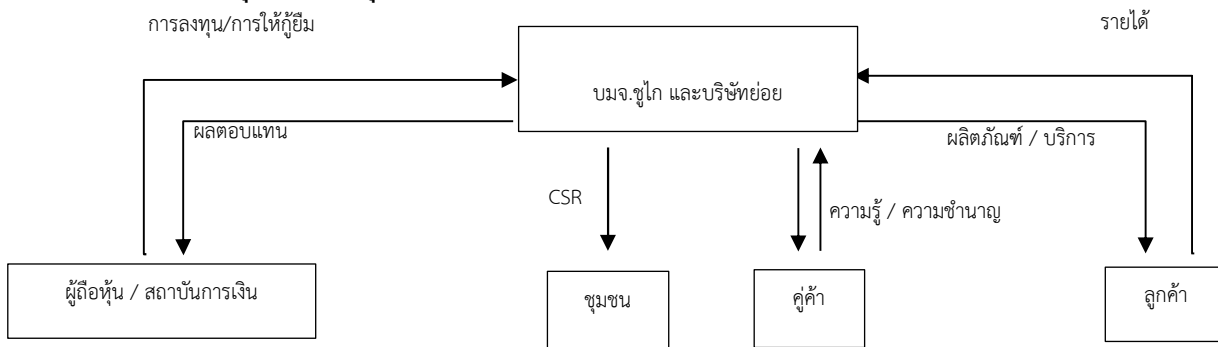 การลงทุน/การให้กู้ยืม
รายได้
บมจ.ชูไก และบริษัทย่อย
ผลตอบแทน
ผลิตภัณฑ์ / บริการ
CSR
ความรู้ / ความชำนาญ
ผู้ถือหุ้น / สถาบันการเงิน
ชุมชน
คู่ค้า
ลูกค้า